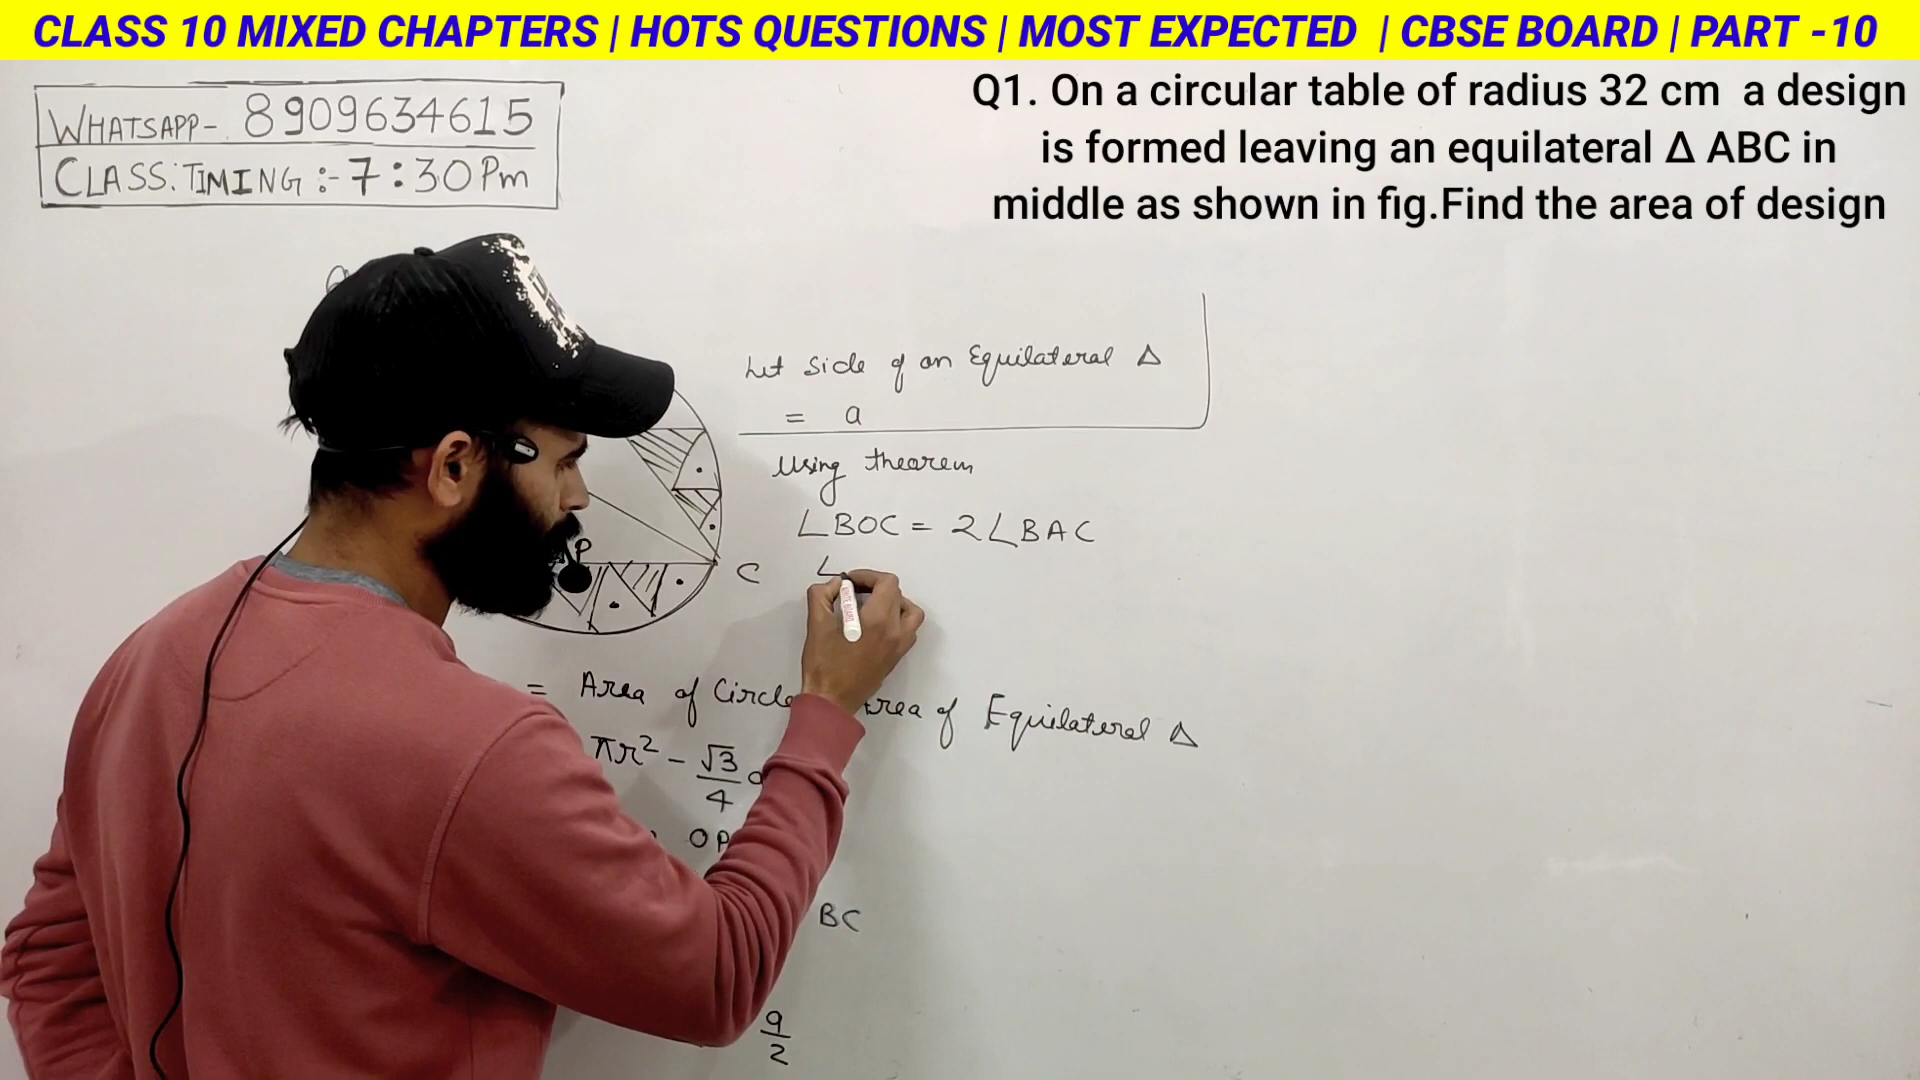 CLASS 10 MIXED CHAPTERS | HOTS QUESTIONS | MOST EXPECTED | CBSE BOARD | PART -10
WHATSAPP- 8909634615
CLASS:TIMING :- 7:30 Pm
Q1. On a circular table of radius 32 cm a design
is formed leaving an equilateral Δ ABC in
middle as shown in fig.Find the area of design
Let Side of an Equilateral Δ
= a
Using theorem
∠BOC = 2∠BAC
∠
P
C
= Area of Circle Area of Equilateral Δ
πr² - √3/4
OP
BC
a/2